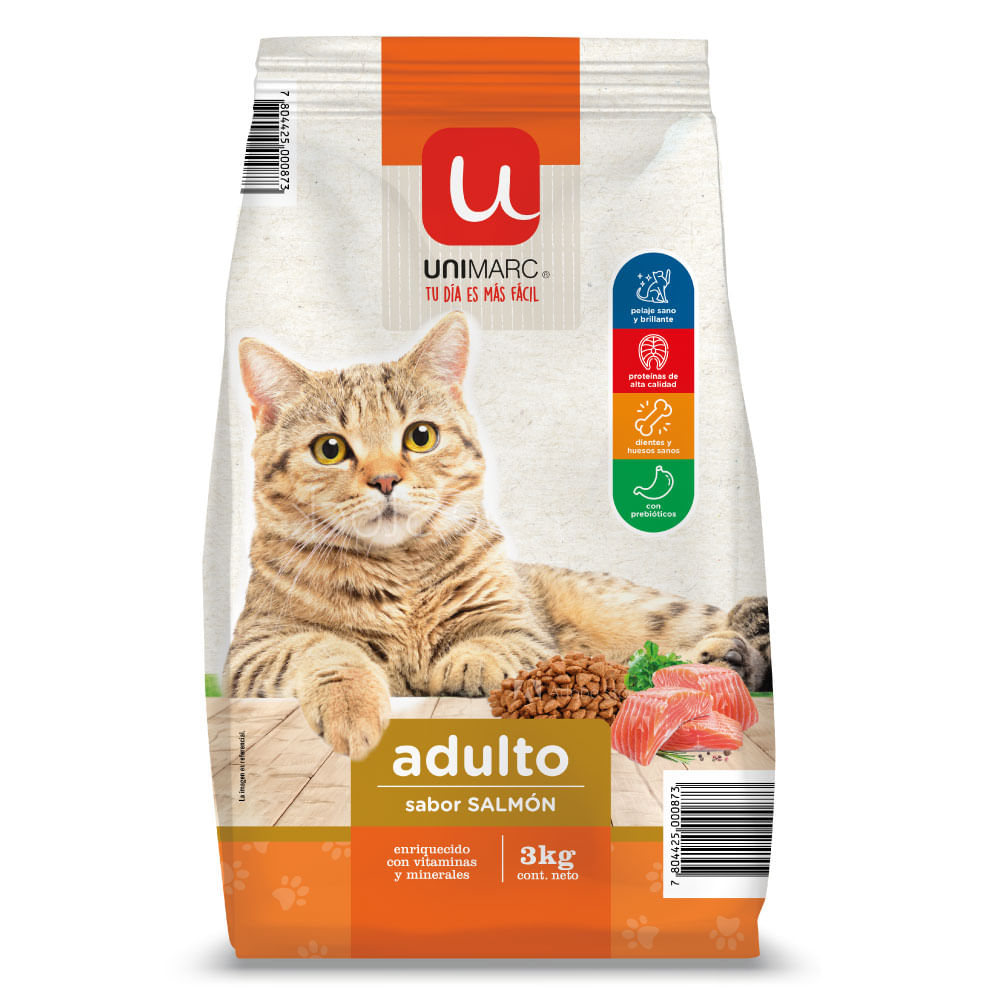 7 804425 000873
u
UNIMARC®
TU DÍA ES MÁS FÁCIL
pelaje sano
y brillante
proteínas de
alta calidad
dientes y
huesos sanos
con
prebióticos
La imagen es referencial.
adulto
sabor SALMÓN
enriquecido
con vitaminas
y minerales
3kg
cont. neto
7 804425 000873